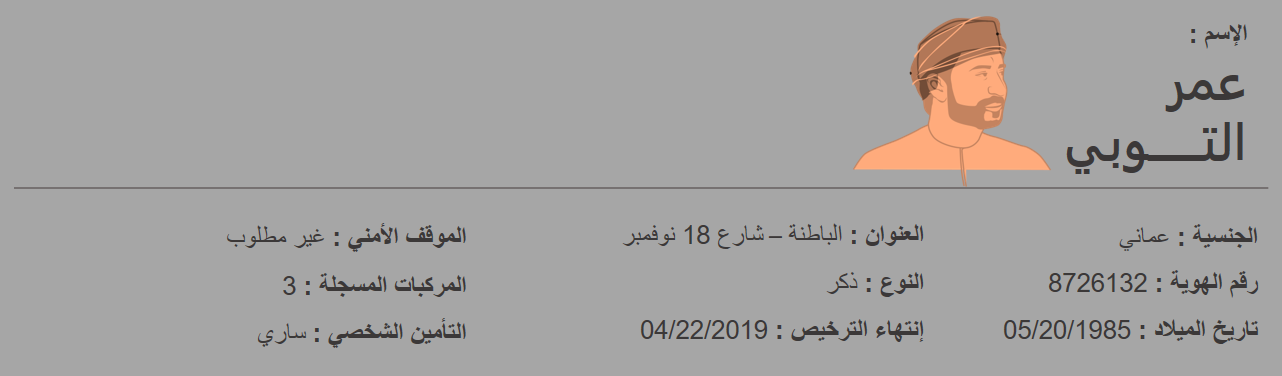 الإسم :
عمر
التـــوبي
الجنسية : عماني
العنوان : الباطنة – شارع 18 نوفمبر
الموقف الأمني : غير مطلوب
رقم الهوية : 8726132
النوع : ذكر
المركبات المسجلة : 3
تاريخ الميلاد : 05/20/1985
إنتهاء الترخيص : 04/22/2019
التأمين الشخصي : ساري